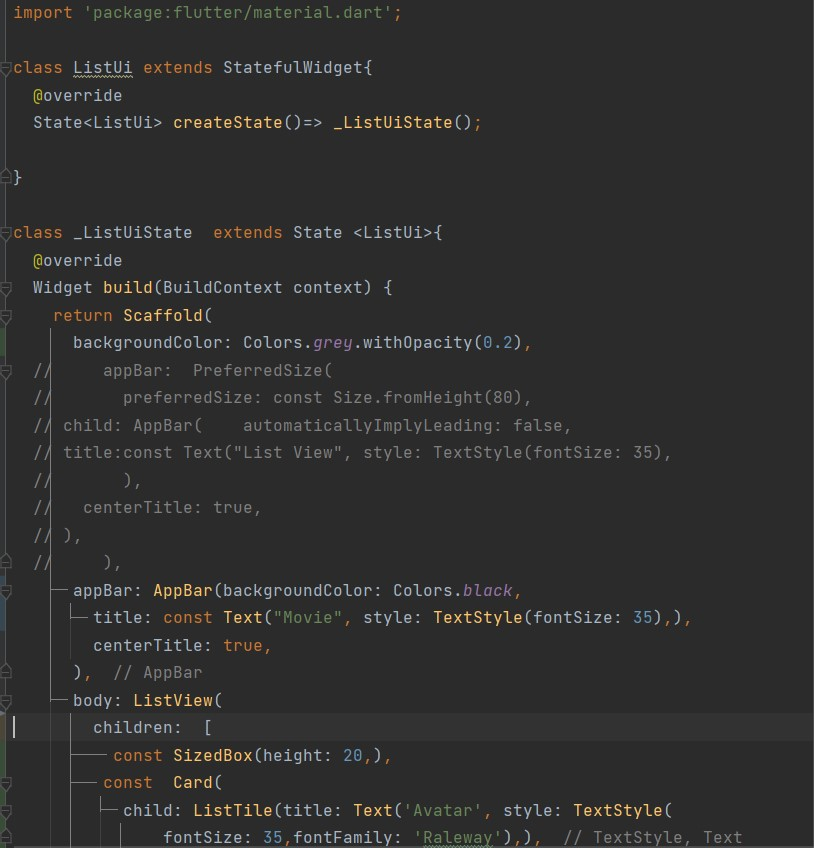 import 'package:flutter/material.dart';
class ListUi extends StatefulWidget{
@override
State<ListUi> createState()=> _ListUiState();
}
class _ListUiState  extends State <ListUi>{
@override
Widget build(BuildContext context) {
return Scaffold(
backgroundColor: Colors.grey.withOpacity(0.2),
//     appBar:  PreferredSize(
//       preferredSize: const Size.fromHeight(80),
// child: AppBar(    automaticallyImplyLeading: false,
// title:const Text("List View", style: TextStyle(fontSize: 35),
//       ),
//   centerTitle: true,
// ),
//     ),
appBar: AppBar(backgroundColor: Colors.black,
title: const Text("Movie", style: TextStyle(fontSize: 35),),
centerTitle: true,
),  // AppBar
body: ListView(
children:  [
const SizedBox(height: 20,),
const  Card(
child: ListTile(title: Text('Avatar', style: TextStyle(
fontSize: 35,fontFamily: 'Raleway'),),  // TextStyle, Text